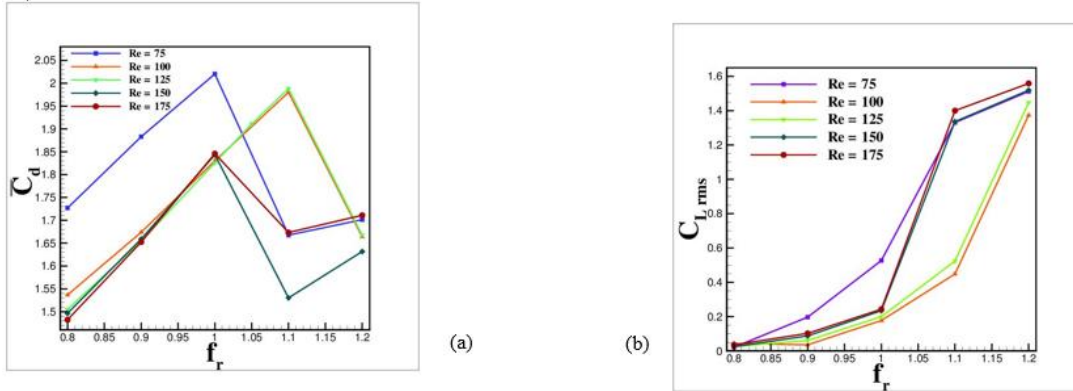 2.05
2
1.95
1.9
1.85
1.8
1.75
1.7
1.65
1.6
1.55
1.5
C̅d
Re = 75
Re = 100
Re = 125
Re = 150
Re = 175
0.8 0.85 0.9 0.95 1 1.05 1.1 1.15 1.2
fr
(a)
(b)
1.6
1.4
1.2
1
0.8
0.6
0.4
0.2
0
CL rms
Re = 75
Re = 100
Re = 125
Re = 150
Re = 175
0.8 0.85 0.9 0.95 1 1.05 1.1 1.15 1.2
fr